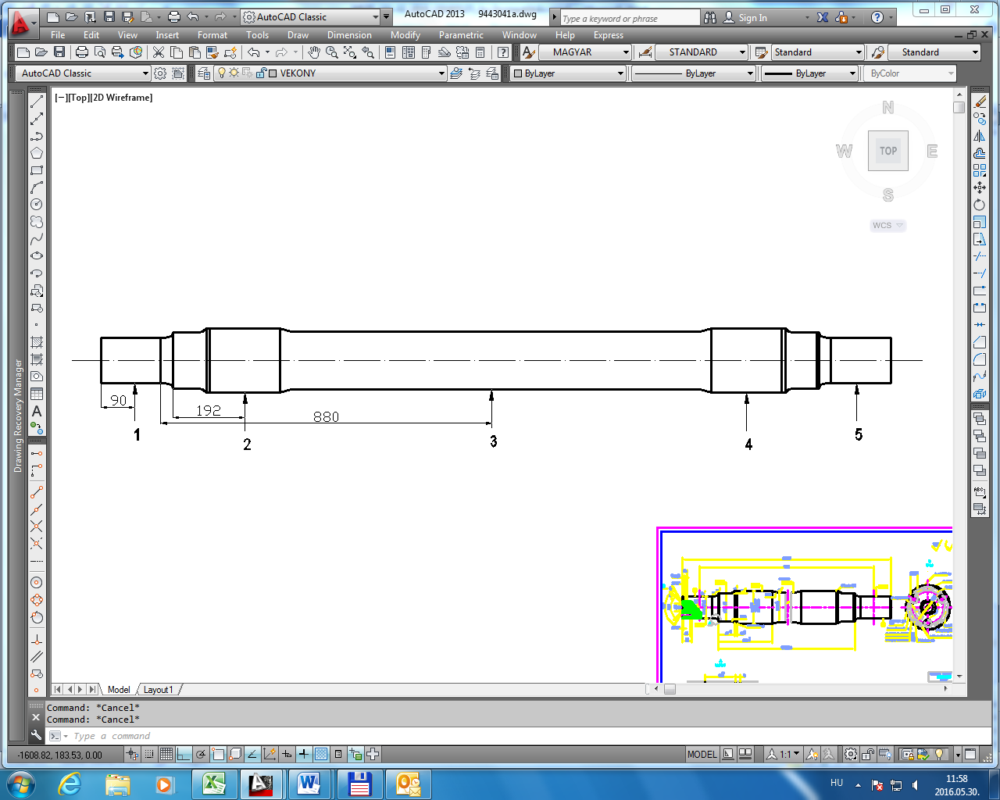 AutoCAD Classic
AutoCAD 2013 9443041a.dwg
Type a keyword or phrase
Sign In
File Edit View Insert Format Tools Draw Dimension Modify Parametric Window Help Express
MAGYAR STANDARD Standard Standard
AutoCAD Classic VEKONY ByLayer ByLayer ByLayer ByColor
[−][Top][2D Wireframe]
N
W TOP E
S
WCS
90
192
880
1
2
3
4
5
Drawing Recovery Manager
A
ABC
Model Layout1
Command: *Cancel*
Command: *Cancel*
Type a command
-1608.82, 183.53, 0.00
MODEL 1:1
HU
11:58
2016.05.30.